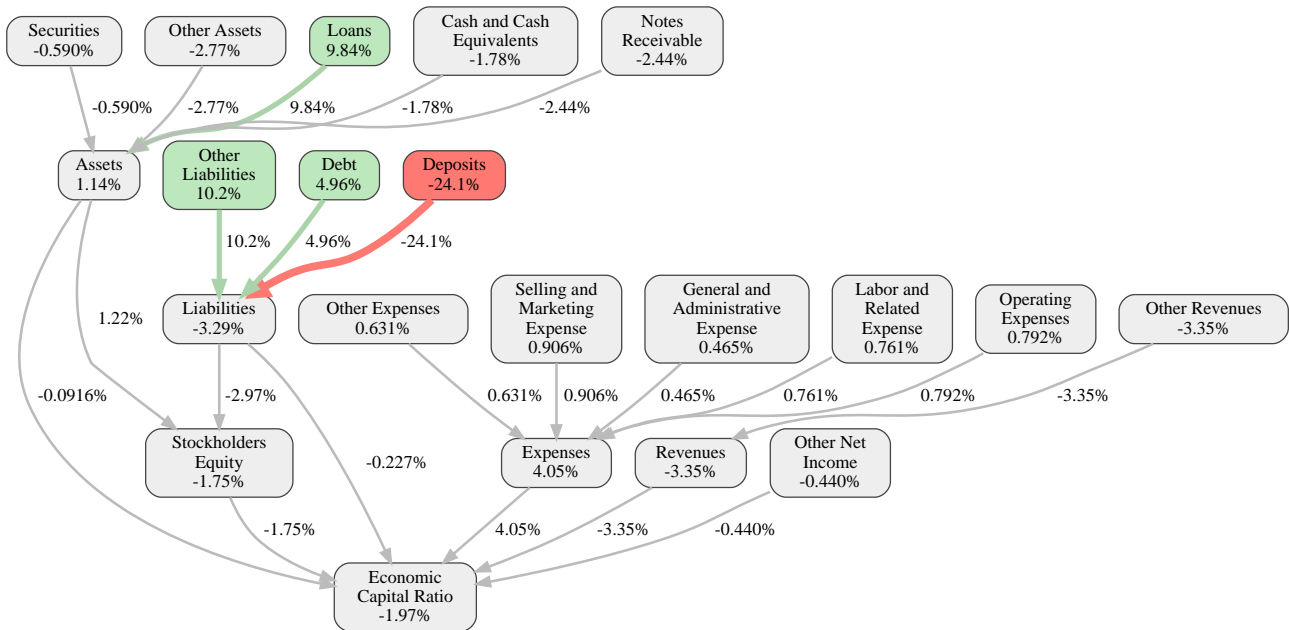 Securities
-0.590%
Other Assets
-2.77%
Loans
9.84%
Cash and Cash
Equivalents
-1.78%
Notes
Receivable
-2.44%
-0.590%
-2.77%
9.84%
-1.78%
-2.44%
Assets
1.14%
Other
Liabilities
10.2%
Debt
4.96%
Deposits
-24.1%
10.2%
4.96%
-24.1%
Liabilities
-3.29%
Other Expenses
0.631%
Selling and
Marketing
Expense
0.906%
General and
Administrative
Expense
0.465%
Labor and
Related
Expense
0.761%
Operating
Expenses
0.792%
Other Revenues
-3.35%
1.22%
-0.0916%
-2.97%
0.631%
0.906%
0.465%
0.761%
0.792%
-3.35%
Stockholders
Equity
-1.75%
-0.227%
Expenses
4.05%
Revenues
-3.35%
Other Net
Income
-0.440%
-1.75%
4.05%
-3.35%
-0.440%
Economic
Capital Ratio
-1.97%